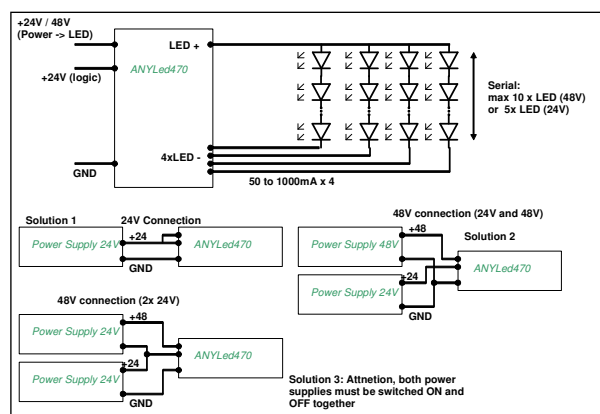 +24V / 48V
(Power -> LED)
LED +
+24V (logic)
ANYLed470
Serial:
max 10 x LED (48V)
or 5x LED (24V)
4xLED -
GND
50 to 1000mA x 4
Solution 1
24V Connection
Power Supply 24V
+24
ANYLed470
GND
48V connection (24V and 48V)
+48
Solution 2
Power Supply 48V
ANYLed470
+24
Power Supply 24V
GND
48V connection (2x 24V)
+48
Power Supply 24V
ANYLed470
+24
Power Supply 24V
GND
Solution 3: Attnetion, both power
supplies must be switched ON and
OFF together